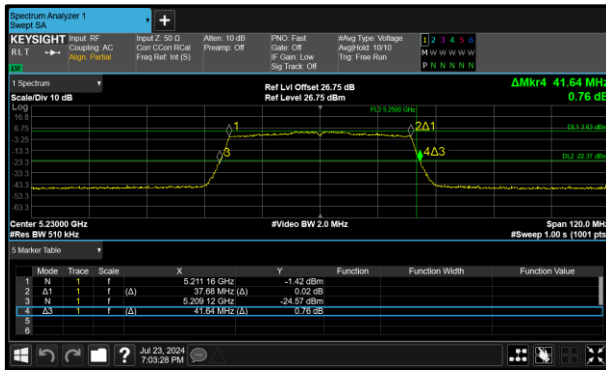 Spectrum Analyzer 1
Swept SA
KEYSIGHT
RLT
Input: RF
Coupling: AC
Align: Partial
Input Z: 50 Ω
Corr CCorr RCal
Freq Ref: Int (S)
Atten: 10 dB
Preamp: Off
PNO: Fast
Gate: Off
IF Gain: Low
Sig Track: Off
#Avg Type: Voltage
Avg|Hold: 10/10
Trig: Free Run
1 2 3 4 5 6
M W W W W W
P N N N N N
1 Spectrum
Scale/Div 10 dB
Ref Lvl Offset 26.75 dB
Ref Level 26.75 dBm
ΔMkr4 41.64 MHz
0.76 dB
Log
16.8
6.75
-3.25
-13.3
-23.3
-33.3
-43.3
-53.3
-63.3
1
2Δ1
3
4Δ3
DL1 3.63 dBm
DL2 -22.37 dBm
Center 5.23000 GHz
#Res BW 510 kHz
#Video BW 2.0 MHz
Span 120.0 MHz
#Sweep 1.00 s (1001 pts)
5 Marker Table
Mode Trace Scale X Y Function Function Width Function Value
1 N 1 f 5.211 16 GHz -1.42 dBm
2 Δ1 1 f (Δ) 37.68 MHz (Δ) 0.02 dB
3 N 1 f 5.209 12 GHz -24.57 dBm
4 Δ3 1 f (Δ) 41.64 MHz (Δ) 0.76 dB
5
6
?
Jul 23, 2024
7:03:28 PM